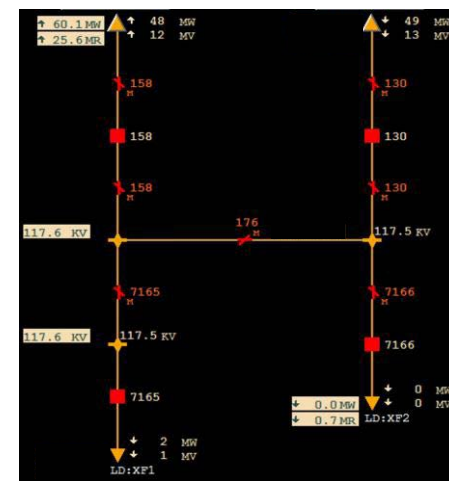 ↑ 60.1 MW ↑ 48 MW ↓ 49 MW
↑ 25.6 MR ↑ 12 MV ↓ 13 MV
158 130
M M
158 130
158 130
M M
176
117.6 KV M 117.5 KV
7165 7166
M M
117.6 KV 117.5 KV
7166
7165
↓ 0 MW
↓ 0.0 MW ↓ 0 MV
↓ 0.7 MR LD:XF2
↓ 2 MW
↓ 1 MV
LD:XF1